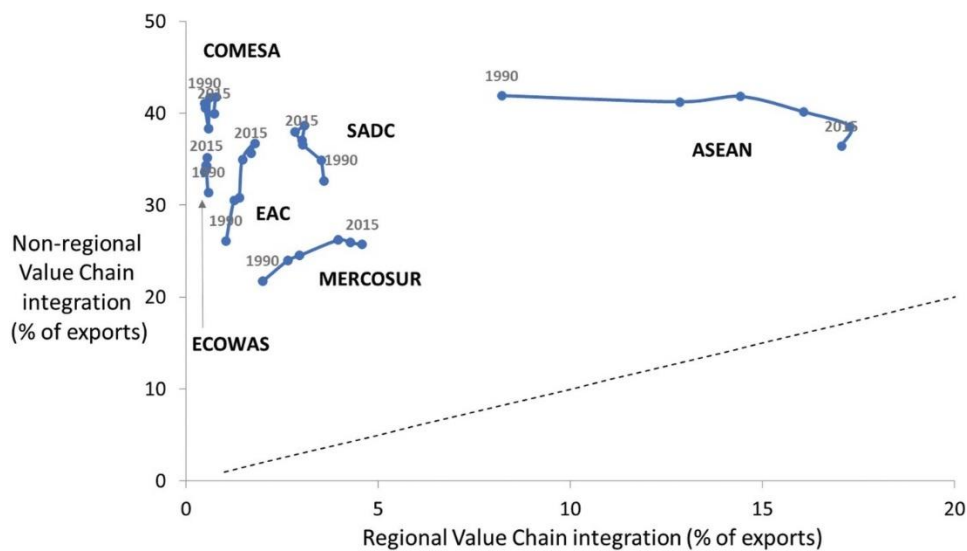 50
COMESA
1990
2015
40
2015
SADC
1990
2015
1990
ASEAN
2015
2015
1990
30
1990
EAC
Non-regional
Value Chain
integration
(% of exports)
2015
1990
MERCOSUR
20
ECOWAS
10
0
0
5
10
15
20
Regional Value Chain integration (% of exports)